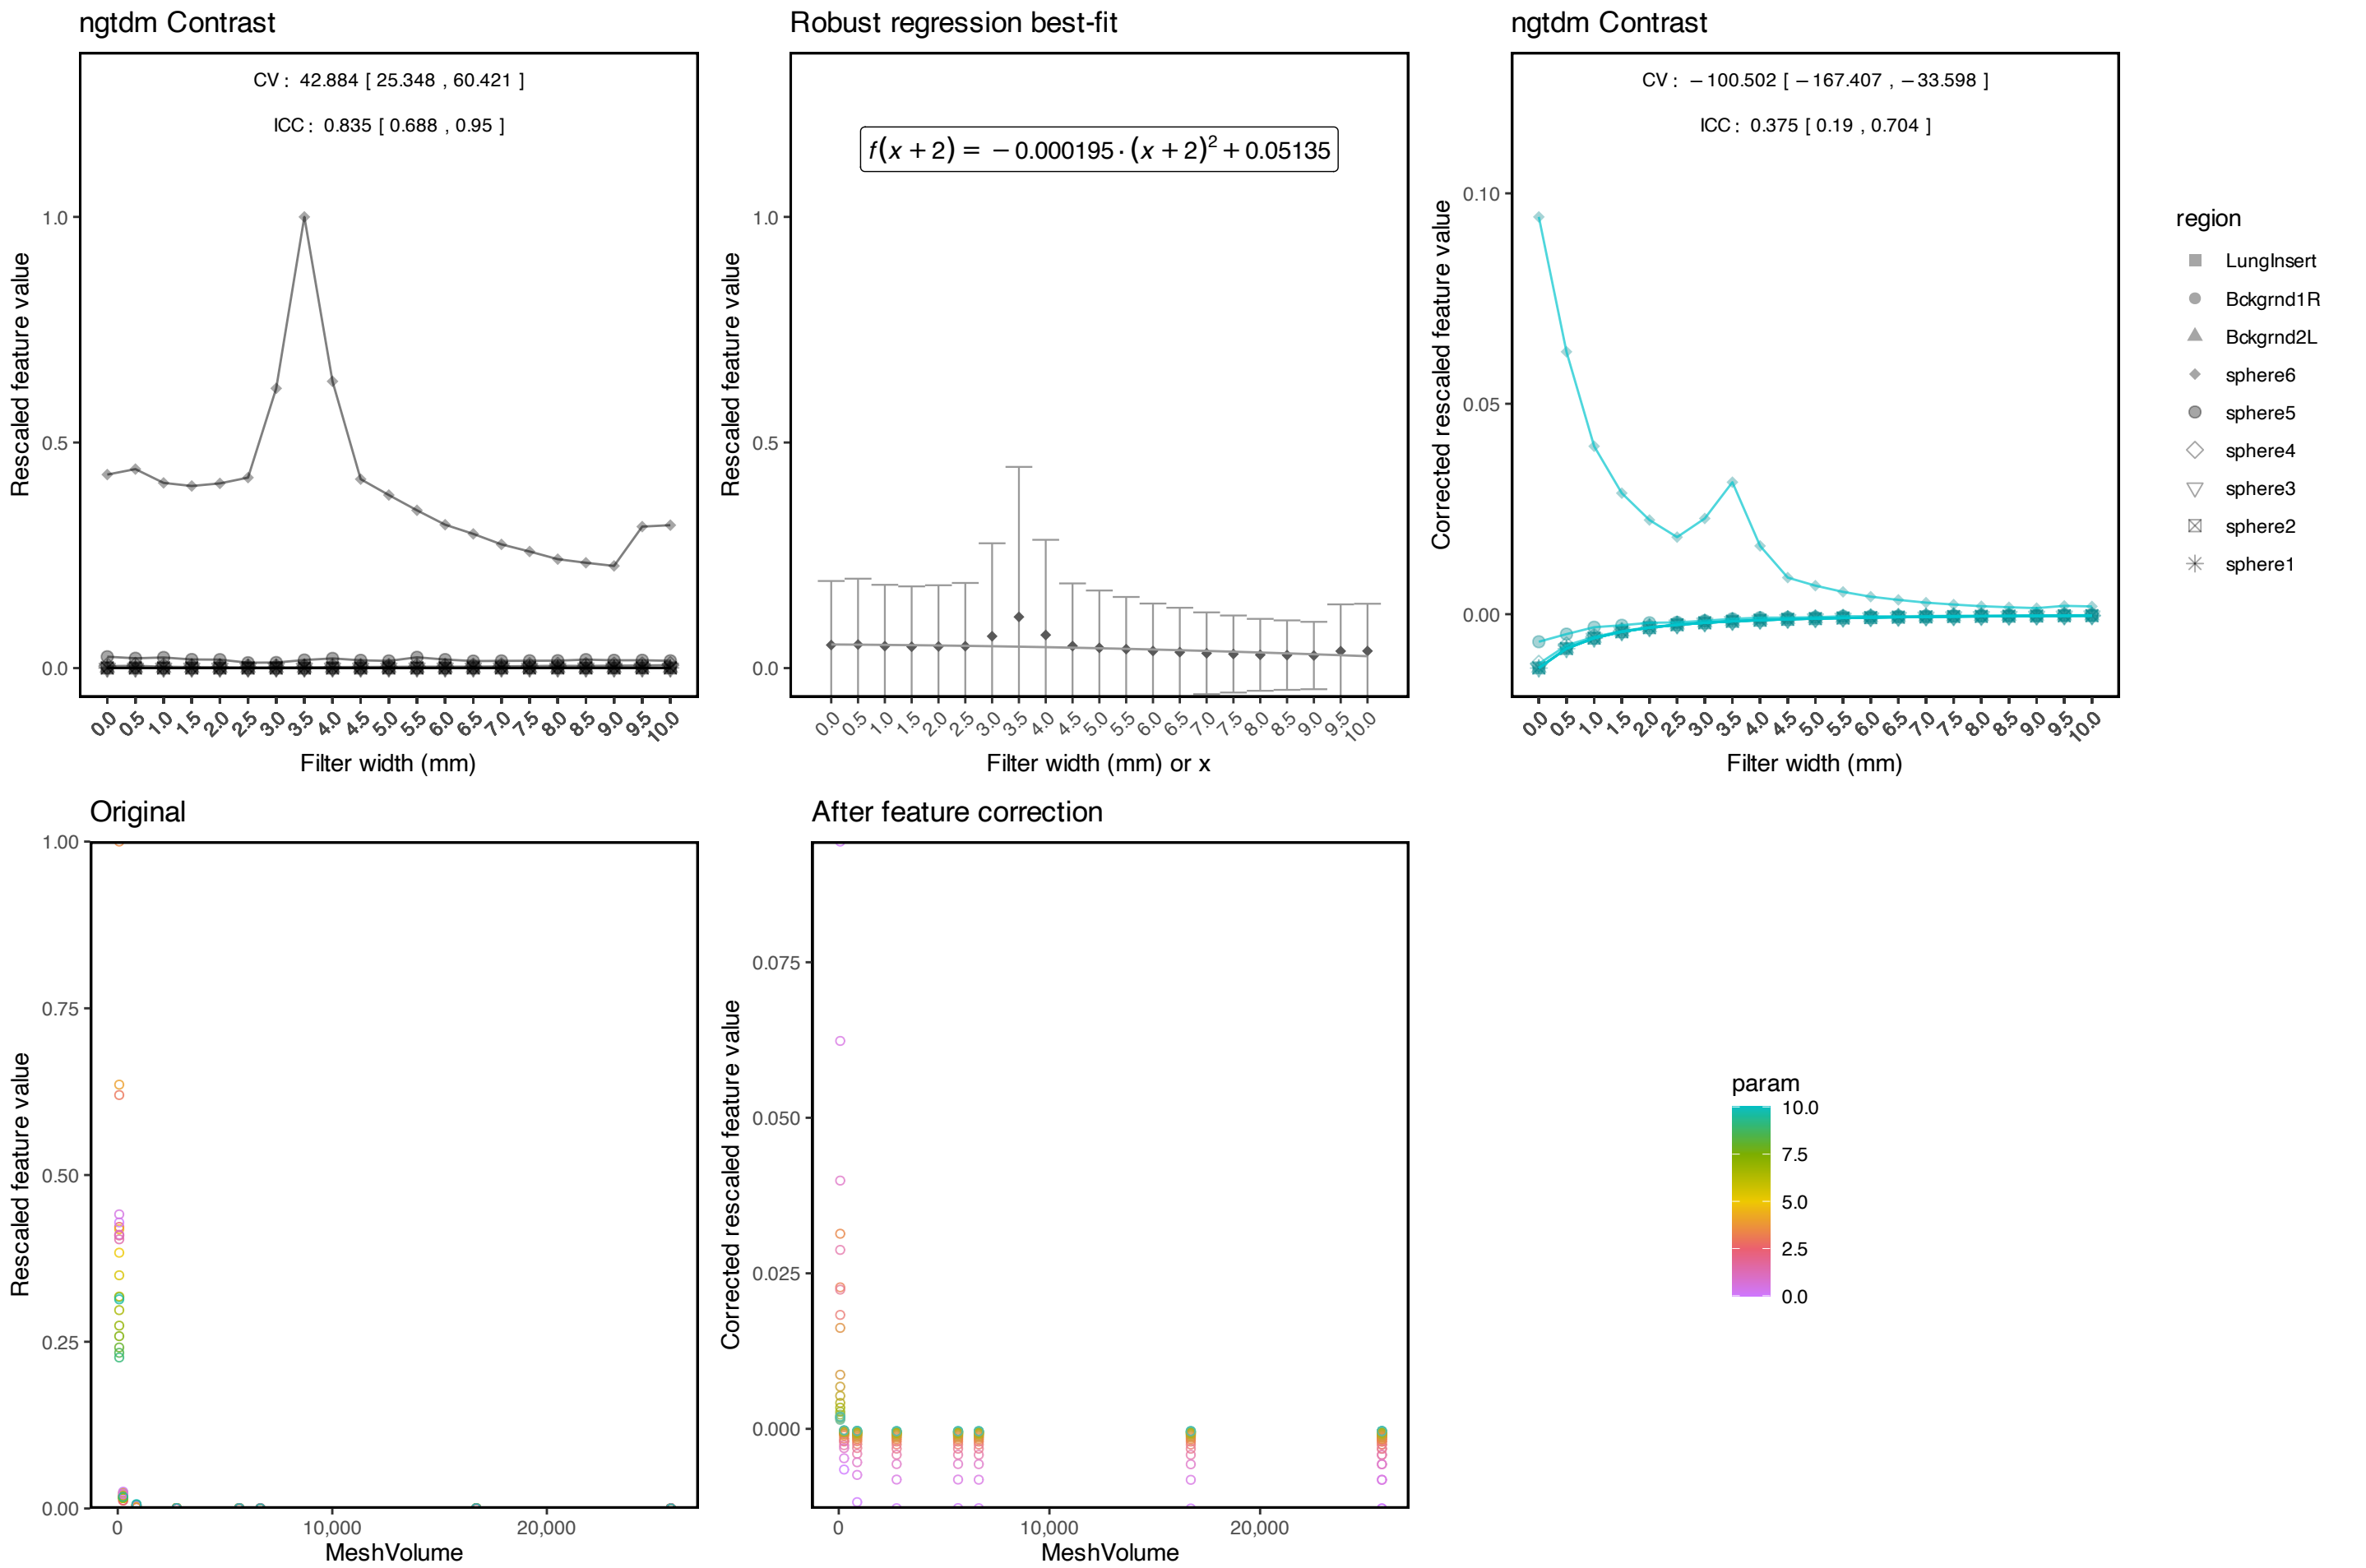 ngtdm Contrast
CV : 42.884 [ 25.348 , 60.421 ]
ICC : 0.835 [ 0.688 , 0.95 ]
Rescaled feature value
1.0
0.5
0.0
0.0 0.5 1.0 1.5 2.0 2.5 3.0 3.5 4.0 4.5 5.0 5.5 6.0 6.5 7.0 7.5 8.0 8.5 9.0 9.5 10.0
Filter width (mm)
Robust regression best-fit
f(x + 2) = − 0.000195 · (x + 2)² + 0.05135
Rescaled feature value
1.0
0.5
0.0
0.0 0.5 1.0 1.5 2.0 2.5 3.0 3.5 4.0 4.5 5.0 5.5 6.0 6.5 7.0 7.5 8.0 8.5 9.0 9.5 10.0
Filter width (mm) or x
ngtdm Contrast
CV : − 100.502 [ − 167.407 , − 33.598 ]
ICC : 0.375 [ 0.19 , 0.704 ]
Corrected rescaled feature value
0.10
0.05
0.00
0.0 0.5 1.0 1.5 2.0 2.5 3.0 3.5 4.0 4.5 5.0 5.5 6.0 6.5 7.0 7.5 8.0 8.5 9.0 9.5 10.0
Filter width (mm)
region
LungInsert
Bckgrnd1R
Bckgrnd2L
sphere6
sphere5
sphere4
sphere3
sphere2
sphere1
Original
Rescaled feature value
1.00
0.75
0.50
0.25
0.00
0 10,000 20,000
MeshVolume
After feature correction
Corrected rescaled feature value
0.075
0.050
0.025
0.000
0 10,000 20,000
MeshVolume
param
10.0
7.5
5.0
2.5
0.0